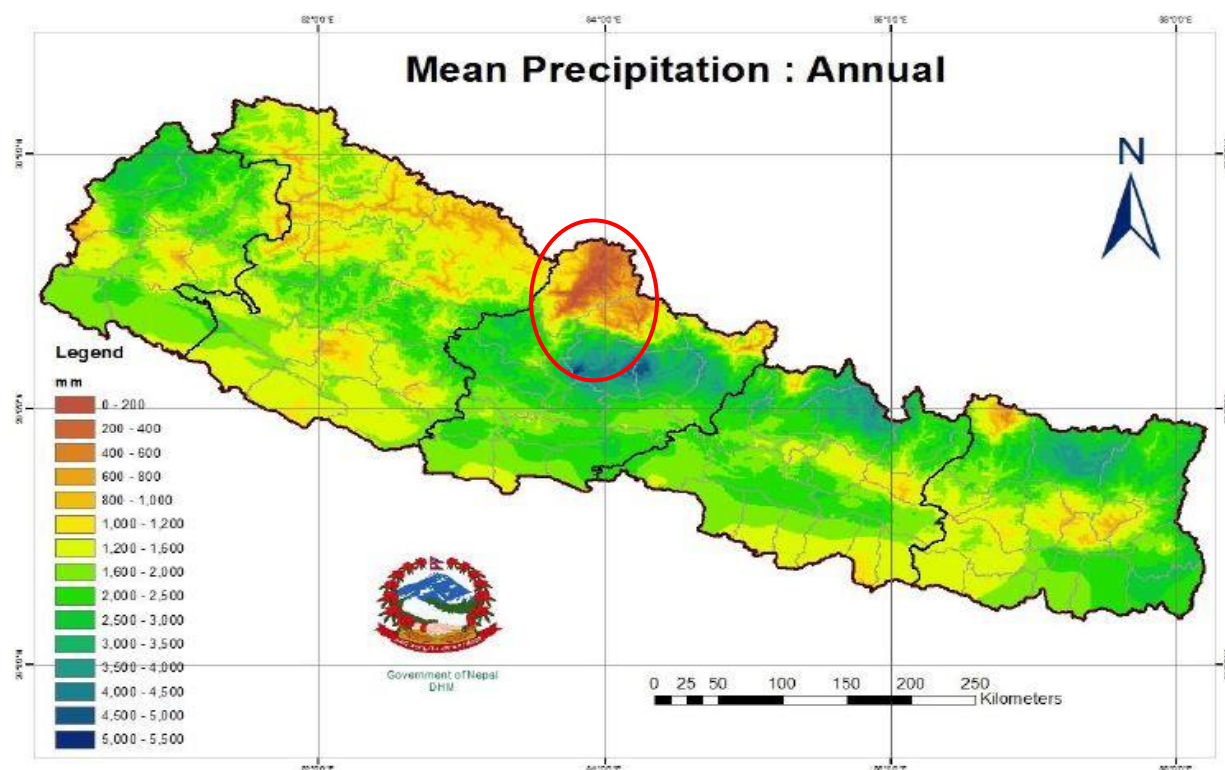 Mean Precipitation : Annual
N
Legend
mm
0 - 200
200 - 400
400 - 600
600 - 800
800 - 1,000
1,000 - 1,200
1,200 - 1,600
1,600 - 2,000
2,000 - 2,500
2,500 - 3,000
3,000 - 3,500
3,500 - 4,000
4,000 - 4,500
4,500 - 5,000
5,000 - 5,500
Government of Nepal
DHM
0 25 50 100 150 200 250
Kilometers